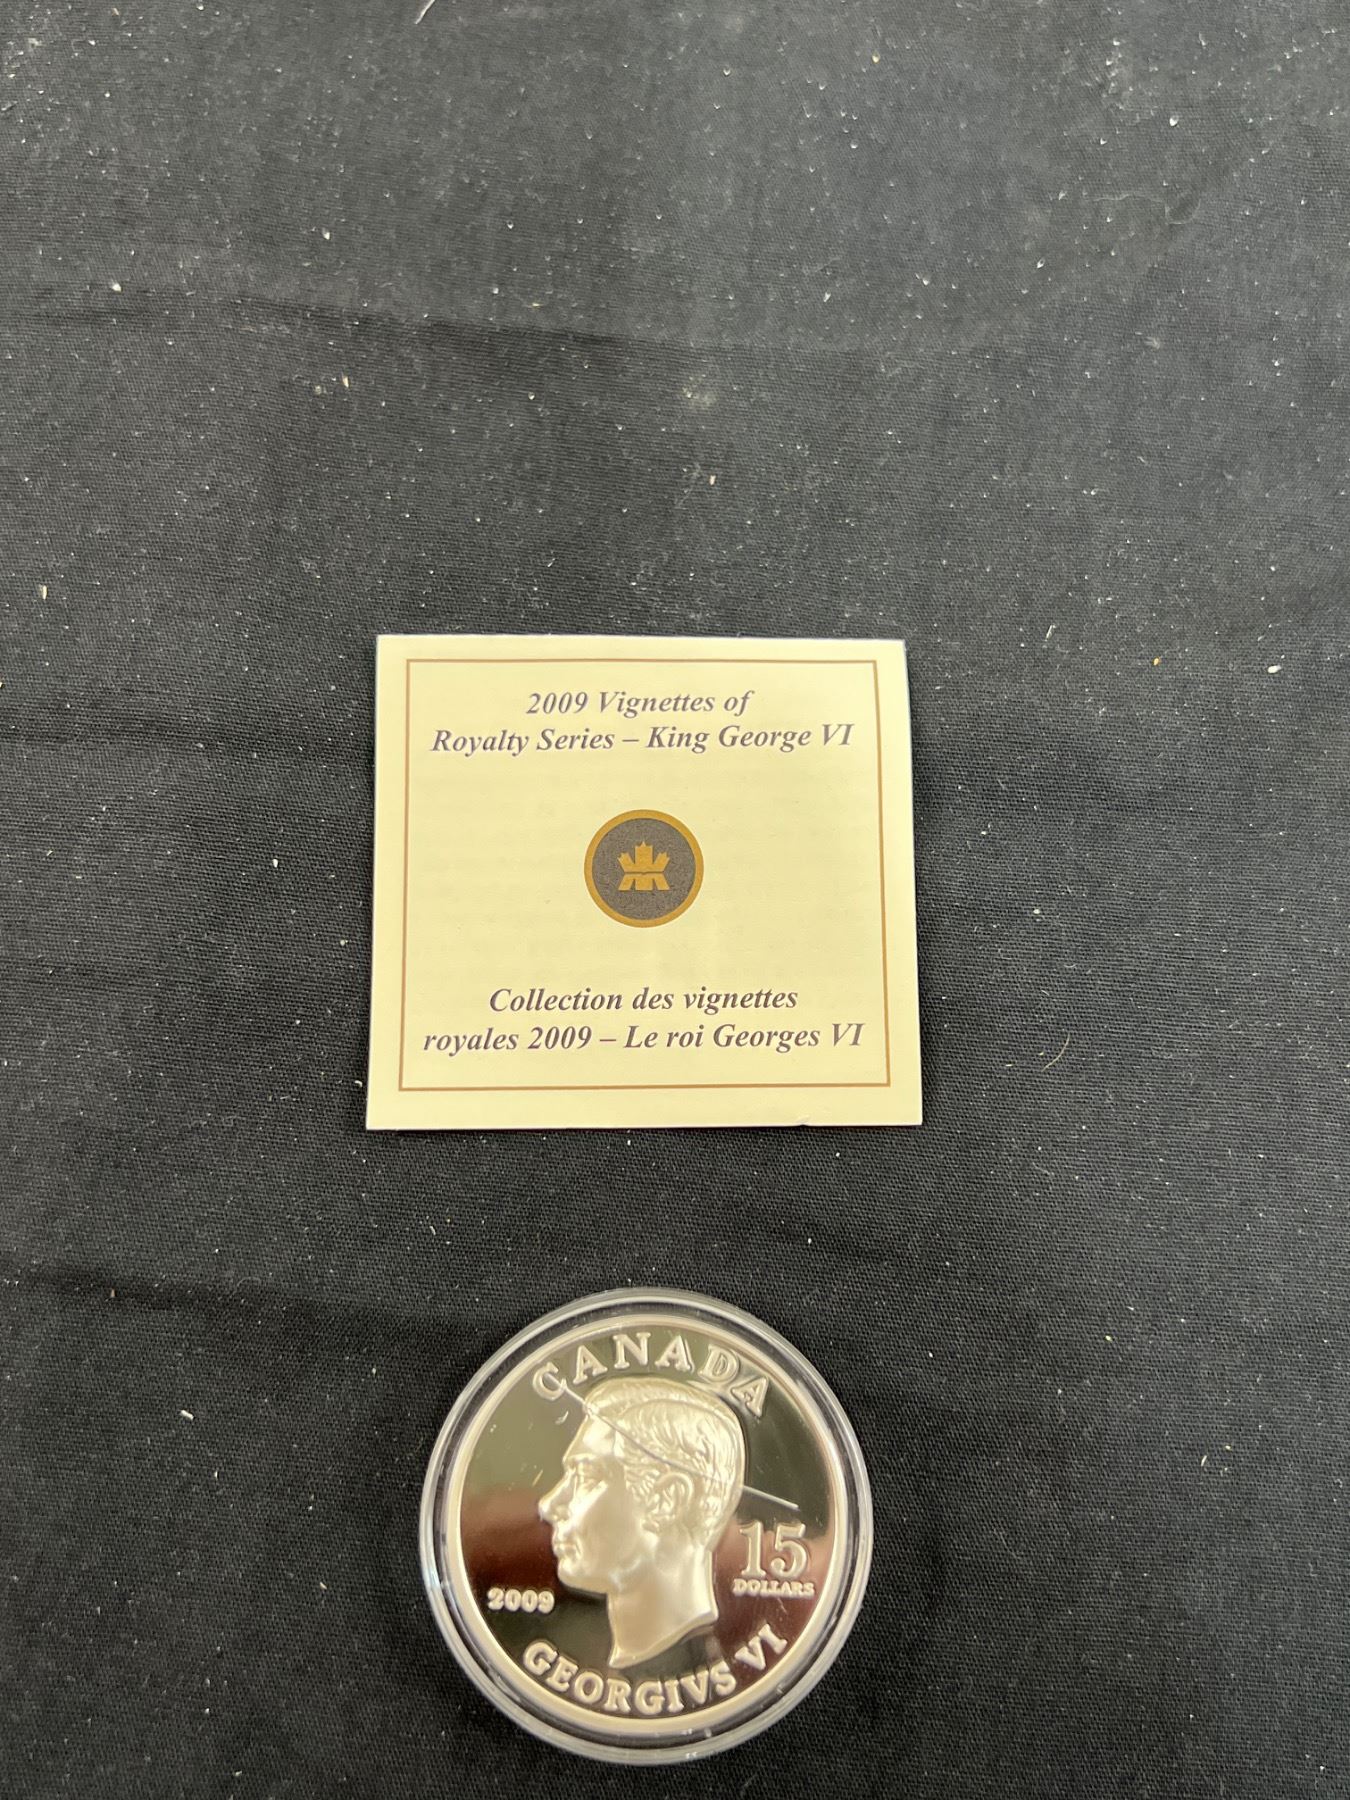 2009 Vignettes of
Royalty Series – King George VI
Collection des vignettes
royales 2009 – Le roi Georges VI
CANADA
15
DOLLARS
2009
GEORGIVS VI